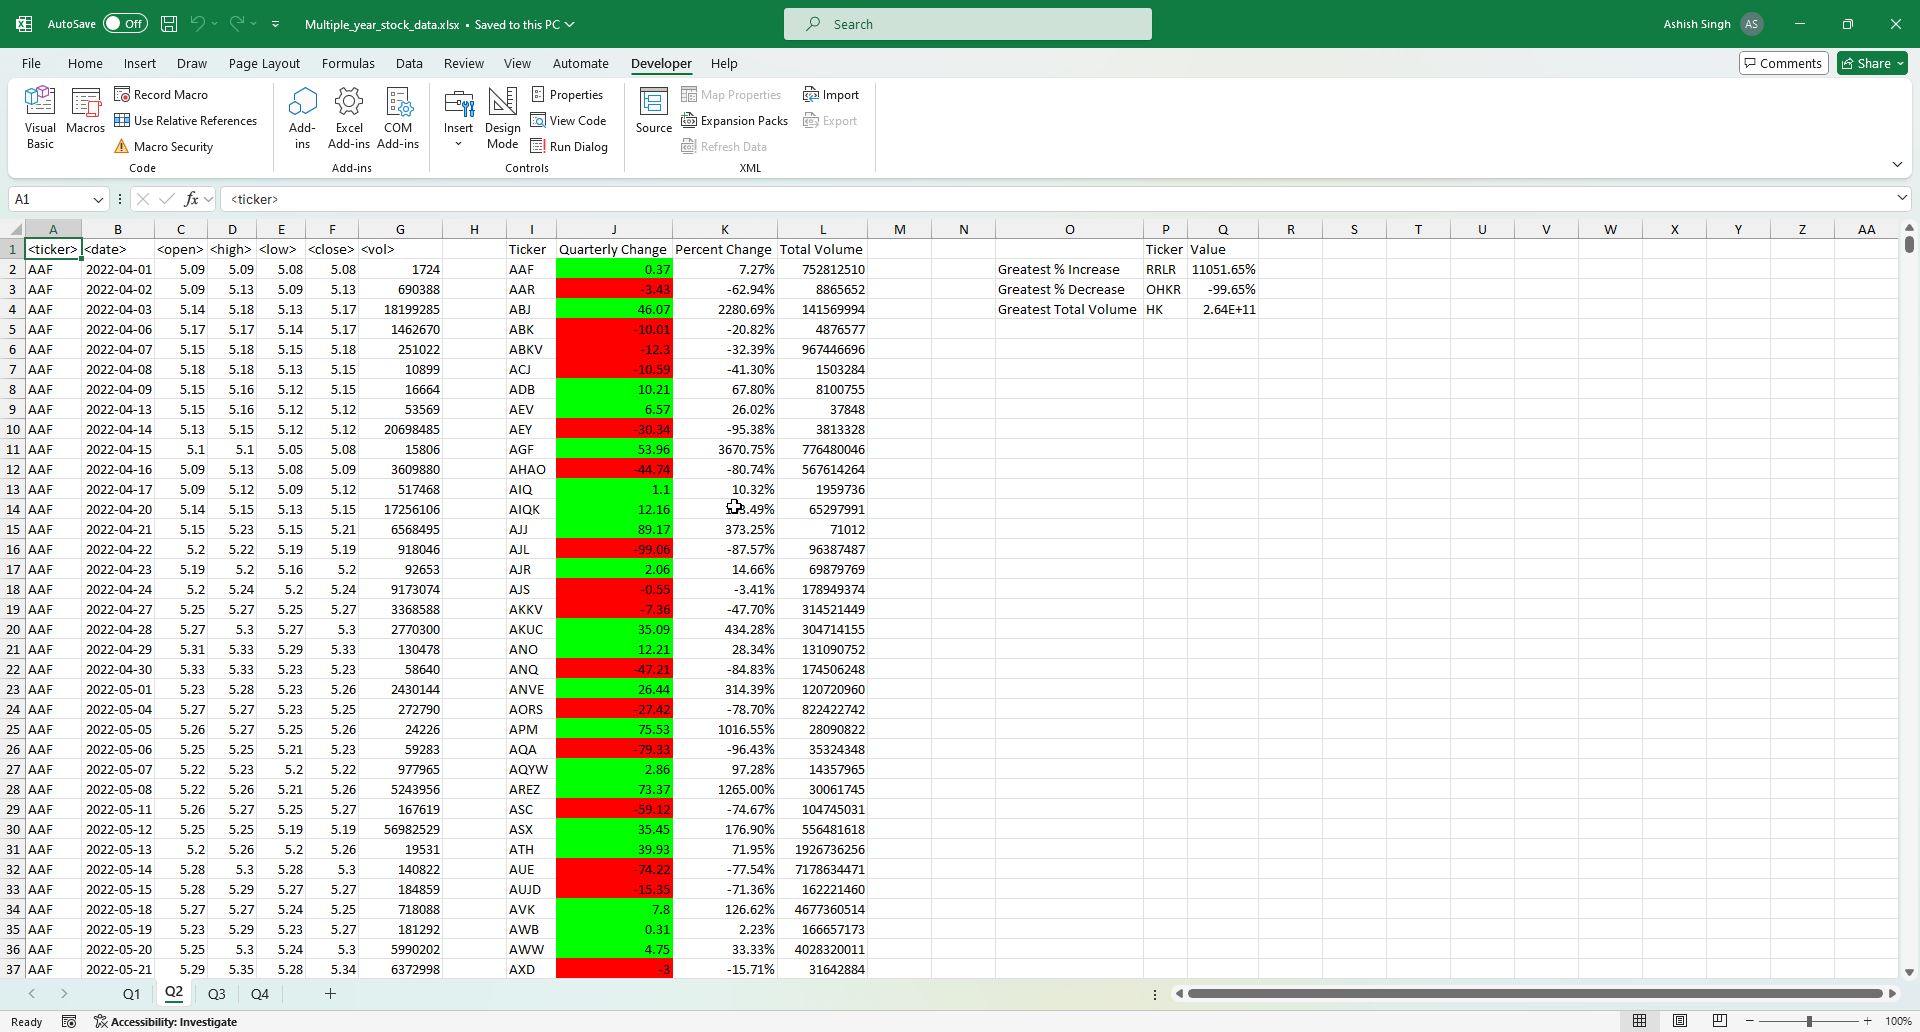 AutoSave Off Multiple_year_stock_data.xlsx • Saved to this PC Search Ashish Singh AS
File Home Insert Draw Page Layout Formulas Data Review View Automate Developer Help Comments Share
Visual Basic Macros Record Macro Use Relative References Macro Security Code
Add-ins Excel Add-ins COM Add-ins Add-ins
Insert Design Mode Properties View Code Run Dialog Controls
Source Map Properties Expansion Packs Refresh Data Import Export XML
A1 fx <ticker>
A B C D E F G H I J K L M N O P Q R S T U V W X Y Z AA
1 <ticker> <date> <open> <high> <low> <close> <vol> Ticker Quarterly Change Percent Change Total Volume Ticker Value
2 AAF 2022-04-01 5.09 5.09 5.08 5.08 1724 AAF 0.37 7.27% 752812510 Greatest % Increase RRLR 11051.65%
3 AAF 2022-04-02 5.09 5.13 5.09 5.13 690388 AAR -3.43 -62.94% 8865652 Greatest % Decrease OHKR -99.65%
4 AAF 2022-04-03 5.14 5.18 5.14 5.17 18199285 ABJ 46.07 2280.69% 141569994 Greatest Total Volume HK 2.64E+11
5 AAF 2022-04-06 5.17 5.17 5.13 5.17 1462670 ABK -10.01 -20.82% 4876577
6 AAF 2022-04-07 5.15 5.18 5.15 5.18 251022 ABKV -12.3 -32.39% 967446696
7 AAF 2022-04-08 5.18 5.18 5.13 5.15 10899 ACJ -10.59 -41.30% 1503284
8 AAF 2022-04-09 5.15 5.16 5.12 5.15 16664 ADB 10.21 67.80% 8100755
9 AAF 2022-04-13 5.15 5.16 5.12 5.12 53569 AEV 6.57 26.02% 37848
10 AAF 2022-04-14 5.13 5.15 5.12 5.12 20698485 AEY -30.34 -95.38% 3813328
11 AAF 2022-04-15 5.1 5.1 5.05 5.08 15806 AGF 53.96 3670.75% 776480046
12 AAF 2022-04-16 5.09 5.13 5.08 5.09 3609880 AHAO -44.74 -80.74% 567614264
13 AAF 2022-04-17 5.09 5.12 5.09 5.12 517468 AIQ 1.1 10.32% 1959736
14 AAF 2022-04-20 5.14 5.15 5.13 5.15 17256106 AIQK 12.16 65297991
15 AAF 2022-04-21 5.15 5.23 5.15 5.21 6568495 AJJ 89.17 373.25% 71012
16 AAF 2022-04-22 5.2 5.22 5.19 5.19 918046 AJL -99.06 -87.57% 96387487
17 AAF 2022-04-23 5.19 5.2 5.16 5.2 92653 AJR 2.06 14.66% 69879769
18 AAF 2022-04-24 5.2 5.24 5.2 5.24 9173074 AJS -0.55 -3.41% 178949374
19 AAF 2022-04-27 5.25 5.27 5.25 5.27 3368588 AKKV -7.36 -47.70% 314521449
20 AAF 2022-04-28 5.27 5.3 5.27 5.3 2770300 AKUC 35.09 434.28% 304714155
21 AAF 2022-04-29 5.31 5.33 5.29 5.33 130478 ANO 12.21 28.34% 131090752
22 AAF 2022-04-30 5.33 5.33 5.23 5.23 58640 ANQ -47.21 -84.83% 174506248
23 AAF 2022-05-01 5.23 5.28 5.23 5.26 2430144 ANVE 26.44 314.39% 120720960
24 AAF 2022-05-04 5.27 5.27 5.23 5.25 272790 AORS -27.42 -78.70% 822422742
25 AAF 2022-05-05 5.26 5.27 5.25 5.27 24226 APM 75.53 1016.55% 28090822
26 AAF 2022-05-06 5.25 5.25 5.21 5.23 59283 AQA -79.33 -96.43% 35324348
27 AAF 2022-05-07 5.22 5.23 5.2 5.22 977965 AQYW 2.86 97.28% 14357965
28 AAF 2022-05-08 5.22 5.26 5.21 5.26 5243956 AREZ 73.37 1265.00% 30061745
29 AAF 2022-05-11 5.26 5.27 5.25 5.27 167619 ASC -59.12 -74.67% 104745031
30 AAF 2022-05-12 5.25 5.25 5.19 5.19 56982529 ASX 35.45 176.90% 556481618
31 AAF 2022-05-13 5.2 5.26 5.2 5.26 19531 ATH 39.93 71.95% 1926736256
32 AAF 2022-05-14 5.28 5.3 5.28 5.3 140822 AUE -74.22 -77.54% 7178634471
33 AAF 2022-05-15 5.28 5.29 5.27 5.27 184859 AUJD -15.35 -71.36% 162221460
34 AAF 2022-05-18 5.27 5.27 5.24 5.25 718088 AVK 7.8 126.62% 4677360514
35 AAF 2022-05-19 5.23 5.29 5.23 5.27 181292 AWB 0.31 2.23% 166657173
36 AAF 2022-05-20 5.25 5.3 5.24 5.3 5990202 AWW 4.75 33.33% 4028320011
37 AAF 2022-05-21 5.29 5.35 5.28 5.34 6372998 AXD -3 -15.71% 31642884
Q1 Q2 Q3 Q4
Ready Accessibility: Investigate 100%